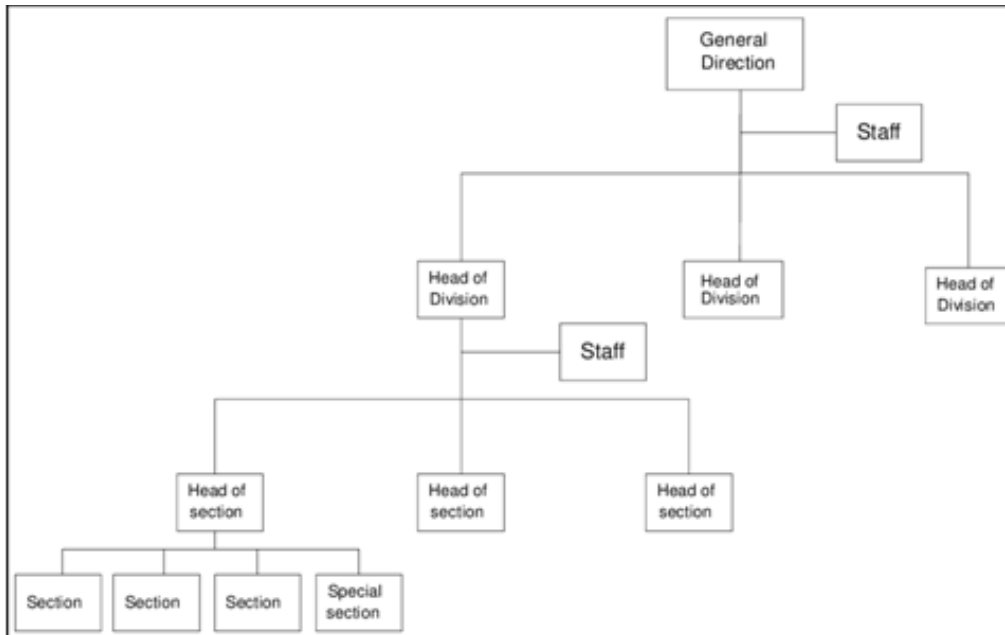 General
Direction
Staff
Head of
Division
Head of
Division
Head of
Division
Staff
Head of
section
Head of
section
Head of
section
Section
Section
Section
Special
section